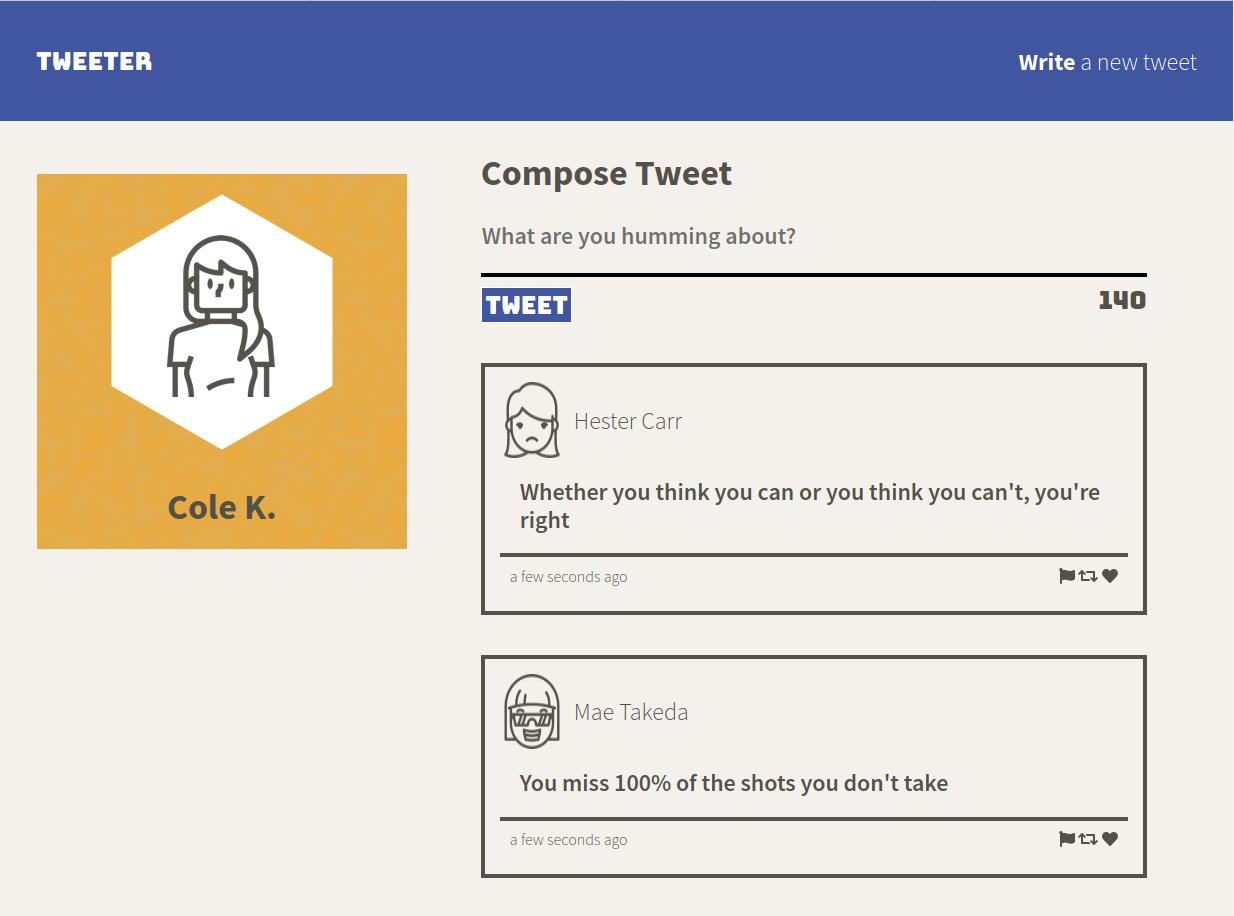 TWEETER
Write a new tweet
Cole K.
Compose Tweet
What are you humming about?
TWEET
140
Hester Carr
Whether you think you can or you think you can't, you're
right
a few seconds ago
Mae Takeda
You miss 100% of the shots you don't take
a few seconds ago